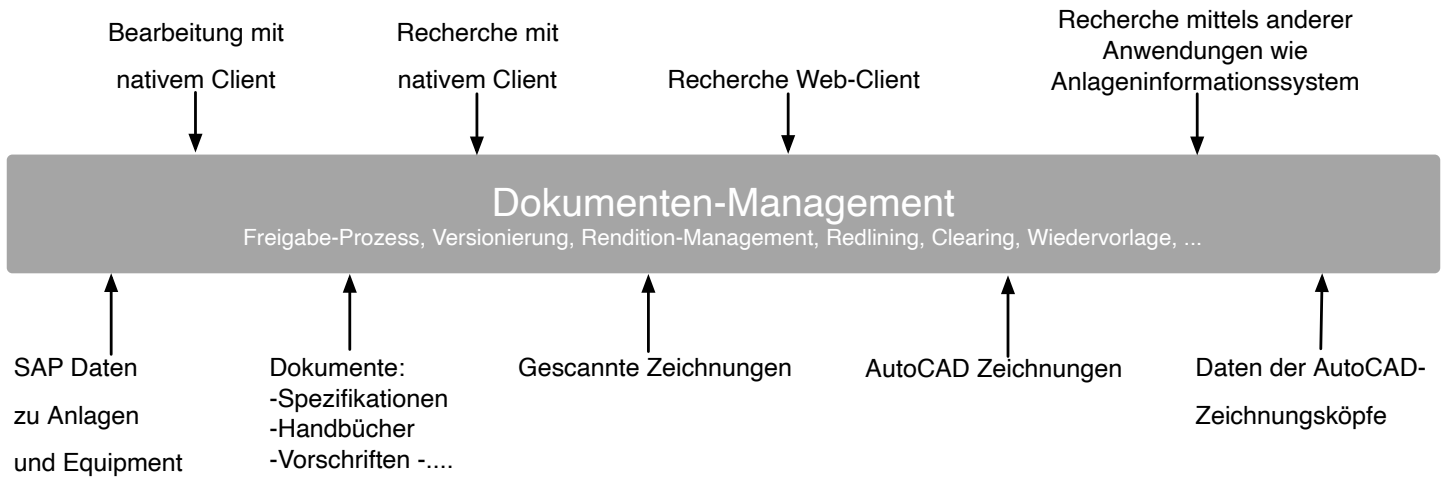 Bearbeitung mit
nativem Client
Recherche mit
nativem Client
Recherche Web-Client
Recherche mittels anderer
Anwendungen wie
Anlageninformationssystem
Dokumenten-Management
Freigabe-Prozess, Versionierung, Rendition-Management, Redlining, Clearing, Wiedervorlage, ...
SAP Daten
zu Anlagen
und Equipment
Dokumente:
-Spezifikationen
-Handbücher
-Vorschriften -....
Gescannte Zeichnungen
AutoCAD Zeichnungen
Daten der AutoCAD-
Zeichnungsköpfe